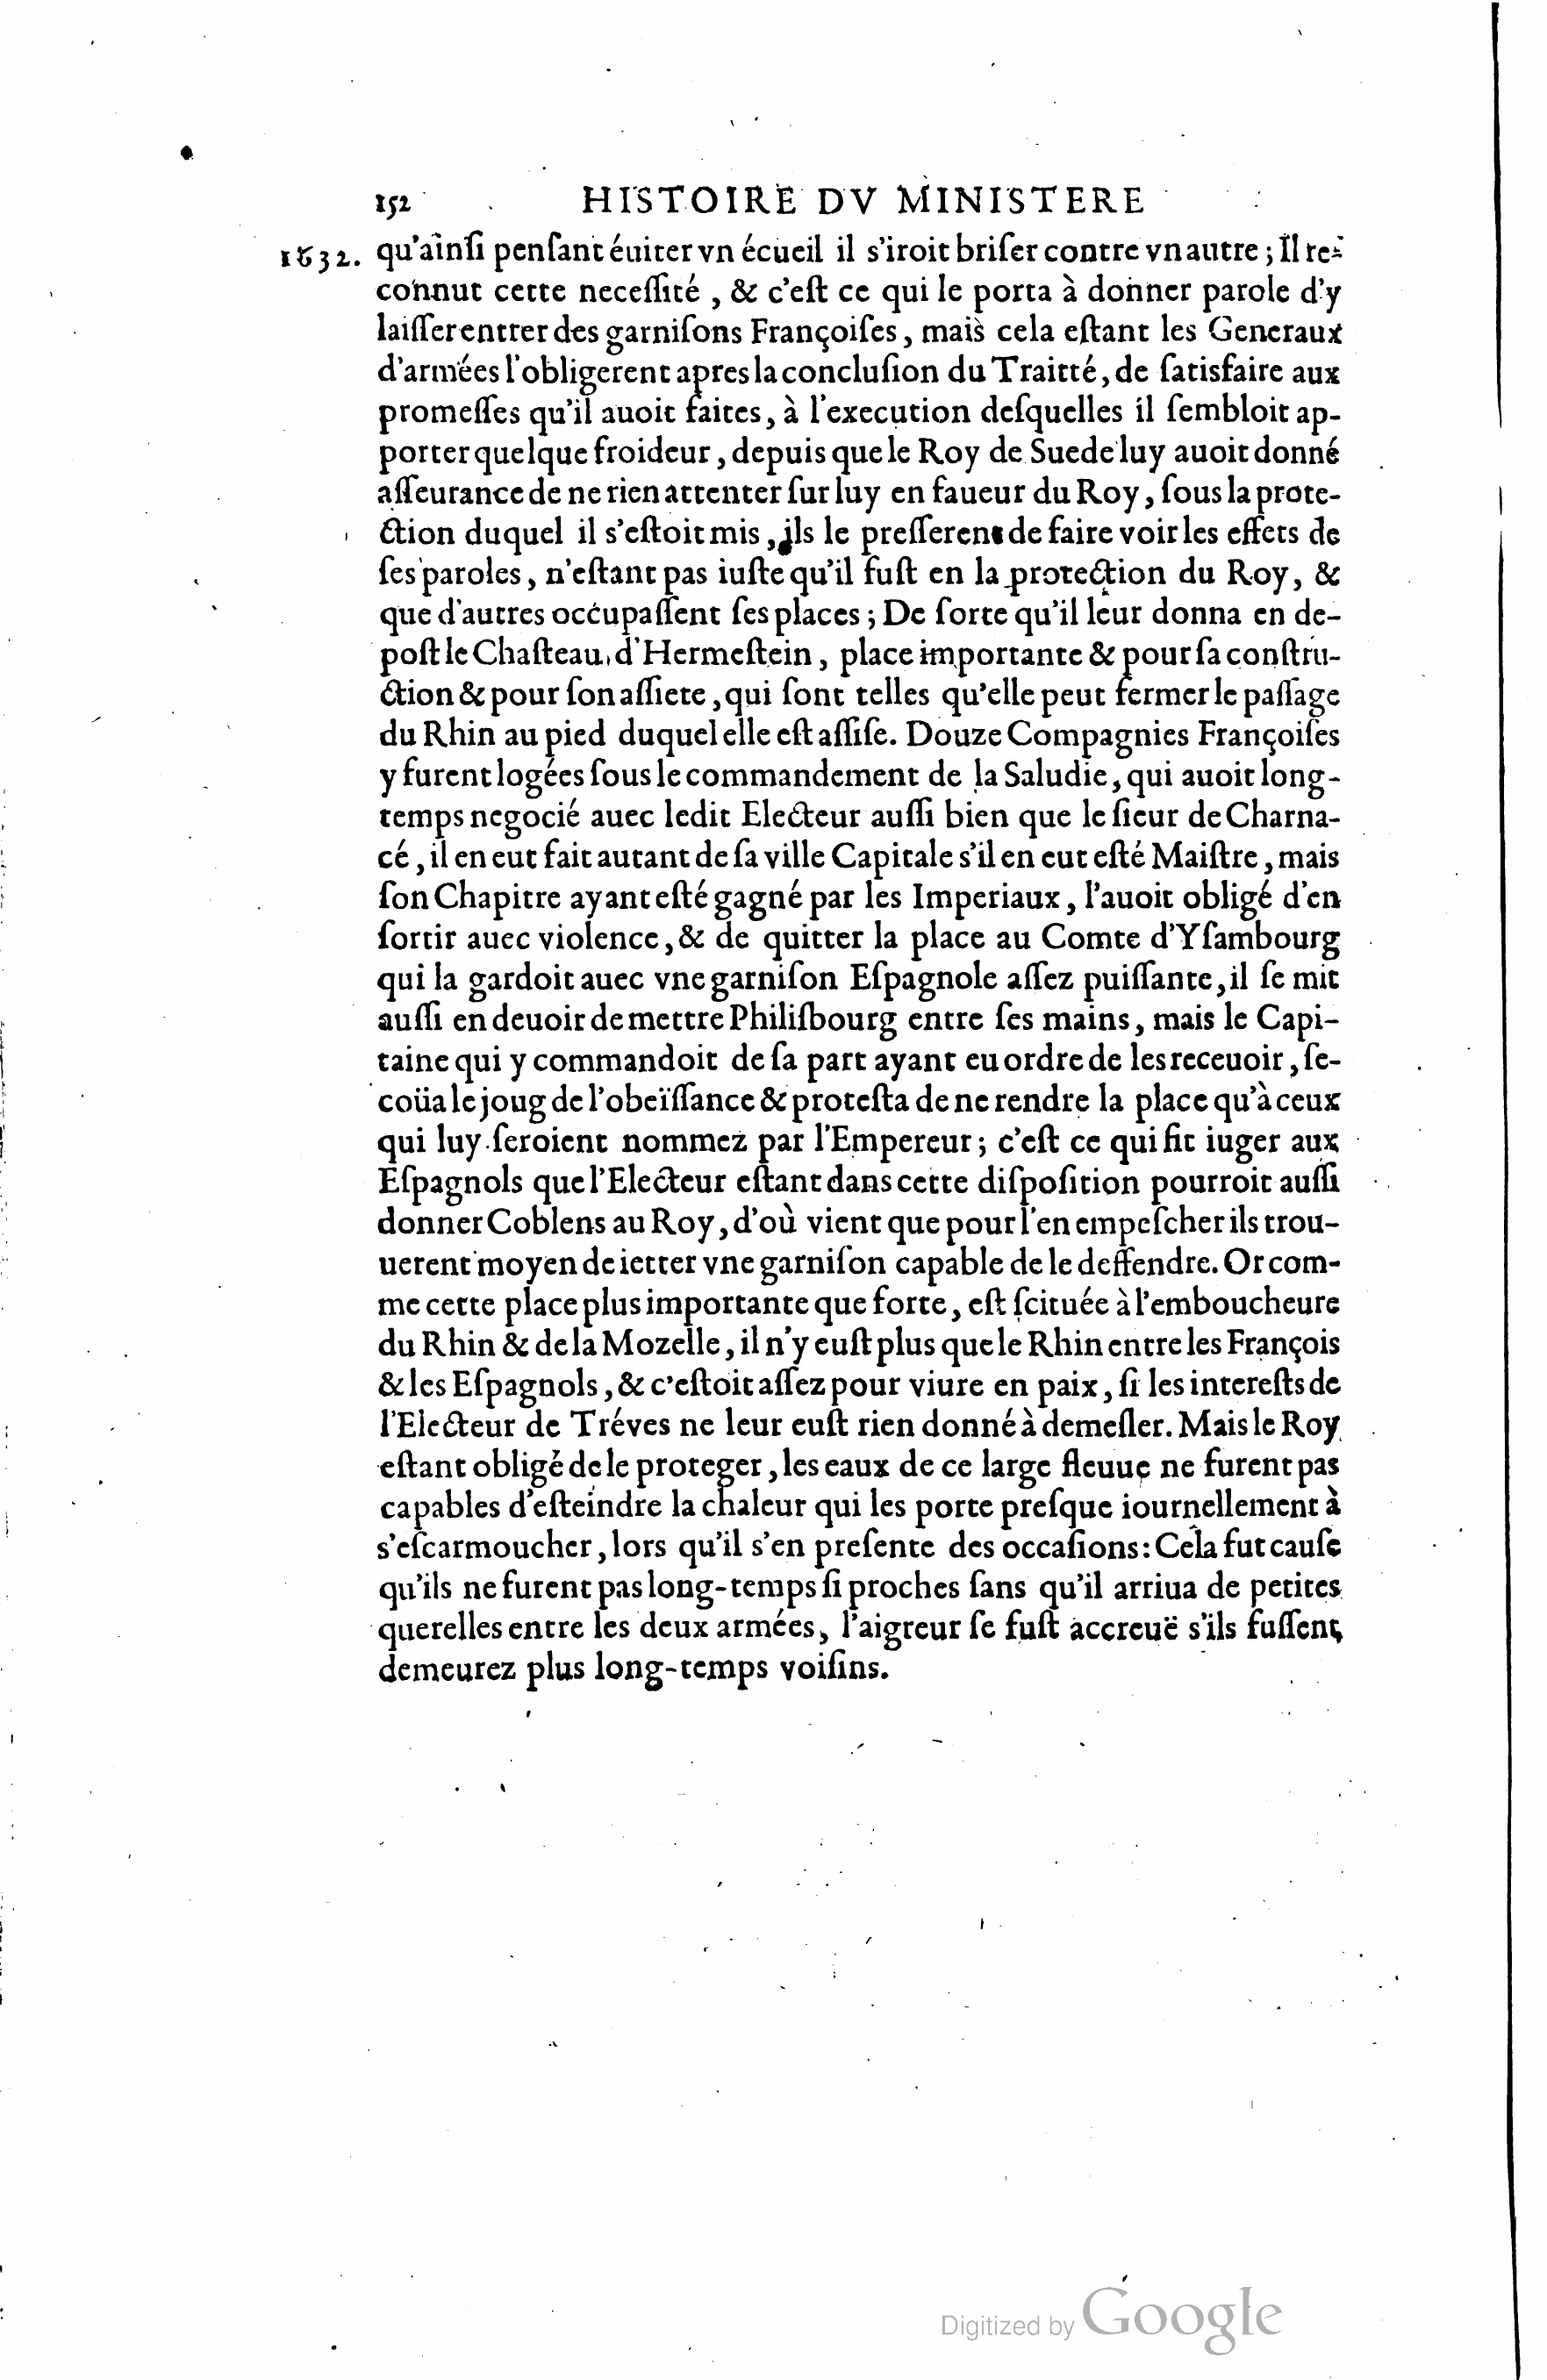 152 HISTOIRE DV MINISTERE
1632. qu'ainſi penſant éuiter vn écueil il s'iroit briſer contre vn autre ; Il re-
connut cette neceſſité , & c'eſt ce qui le porta à donner parole d'y
laiſſer entrer des garniſons Françoiſes , mais cela eſtant les Generaux
d'armées l'obligerent apres la concluſion du Traitté , de ſatisfaire aux
promeſſes qu'il auoit faites , à l'execution deſquelles il ſembloit ap-
porter quelque froideur , depuis que le Roy de Suede luy auoit donné
aſſeurance de ne rien attenter ſur luy en faueur du Roy , ſous la prote-
ction duquel il s'eſtoit mis , ils le preſſerent de faire voir les effets de
ſes paroles , n'eſtant pas iuſte qu'il fuſt en la protection du Roy , &
que d'autres occupaſſent ſes places ; De ſorte qu'il leur donna en de-
poſt le Chaſteau d'Hermeſtein , place importante & pour ſa conſtru-
ction & pour ſon aſſiete , qui ſont telles qu'elle peut fermer le paſſage
du Rhin au pied duquel elle eſt aſſiſe. Douze Compagnies Françoiſes
y furent logées ſous le commandement de la Saludie , qui auoit long-
temps negocié auec ledit Electeur auſſi bien que le ſieur de Charna-
cé , il en eut fait autant de ſa ville Capitale s'il en eut eſté Maiſtre , mais
ſon Chapitre ayant eſté gagné par les Imperiaux , l'auoit obligé d'en
ſortir auec violence , & de quitter la place au Comte d'Yſambourg
qui la gardoit auec vne garniſon Eſpagnole aſſez puiſſante , il ſe mit
auſſi en deuoir de mettre Philiſbourg entre ſes mains , mais le Capi-
taine qui y commandoit de ſa part ayant eu ordre de les receuoir , ſe-
coüa le joug de l'obeïſſance & proteſta de ne rendre la place qu'à ceux
qui luy ſeroient nommez par l'Empereur ; c'eſt ce qui fit iuger aux
Eſpagnols que l'Electeur eſtant dans cette diſpoſition pourroit auſſi
donner Coblens au Roy , d'où vient que pour l'en empeſcher ils trou-
uerent moyen de ietter vne garniſon capable de le deffendre. Or com-
me cette place plus importante que forte , eſt ſcituée à l'emboucheure
du Rhin & de la Mozelle , il n'y euſt plus que le Rhin entre les François
& les Eſpagnols , & c'eſtoit aſſez pour viure en paix , ſi les intereſts de
l'Electeur de Tréves ne leur euſt rien donné à demeſler. Mais le Roy
eſtant obligé de le proteger , les eaux de ce large fleuue ne furent pas
capables d'eſteindre la chaleur qui les porte preſque iournellement à
s'eſcarmoucher , lors qu'il s'en preſente des occaſions : Cela fut cauſe
qu'ils ne furent pas long-temps ſi proches ſans qu'il arriua de petites
querelles entre les deux armées , l'aigreur ſe fuſt accreuë s'ils fuſſent
demeurez plus long-temps voiſins.
Digitized by Google